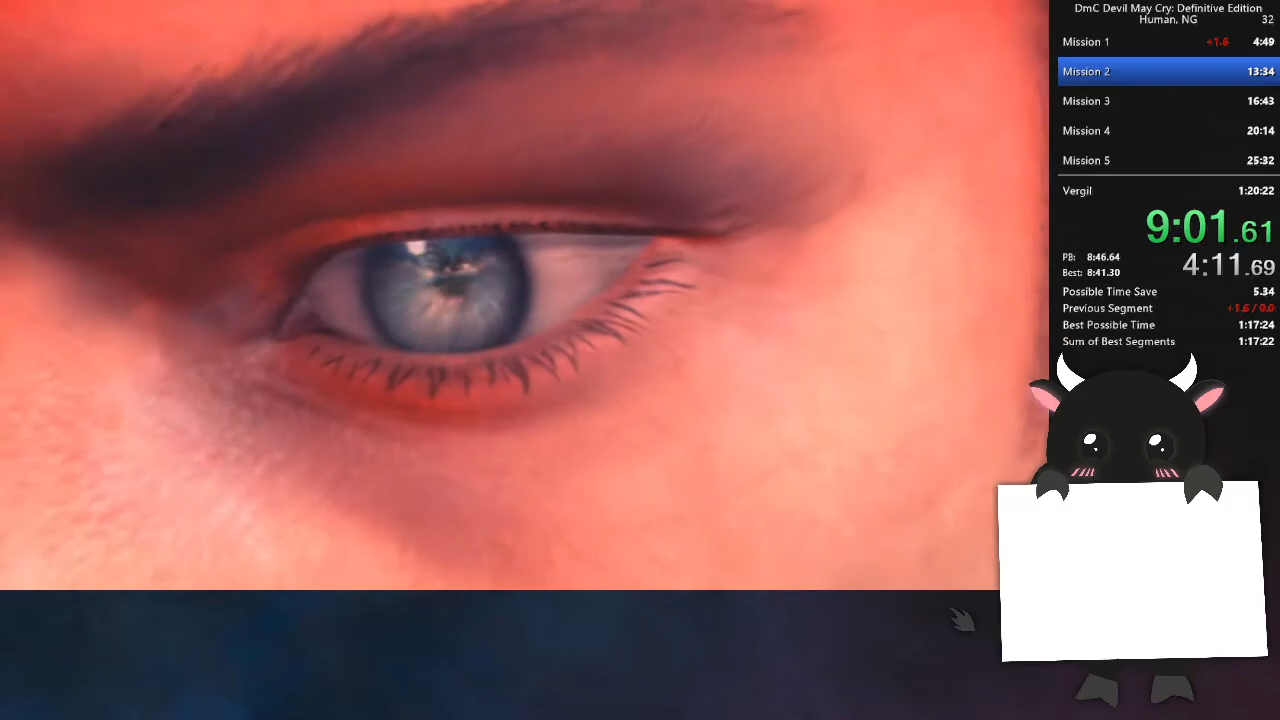 DmC Devil May Cry: Definitive Edition
Human, NG 32
Mission 1 +1.6 4:49
Mission 2 13:34
Mission 3 16:43
Mission 4 20:14
Mission 5 25:32
Vergil 1:20:22
9:01.61
PB: 8:46.64
Best: 8:41.30
4:11.69
Possible Time Save 5.34
Previous Segment +1.6 / 0.0
Best Possible Time 1:17:24
Sum of Best Segments 1:17:22